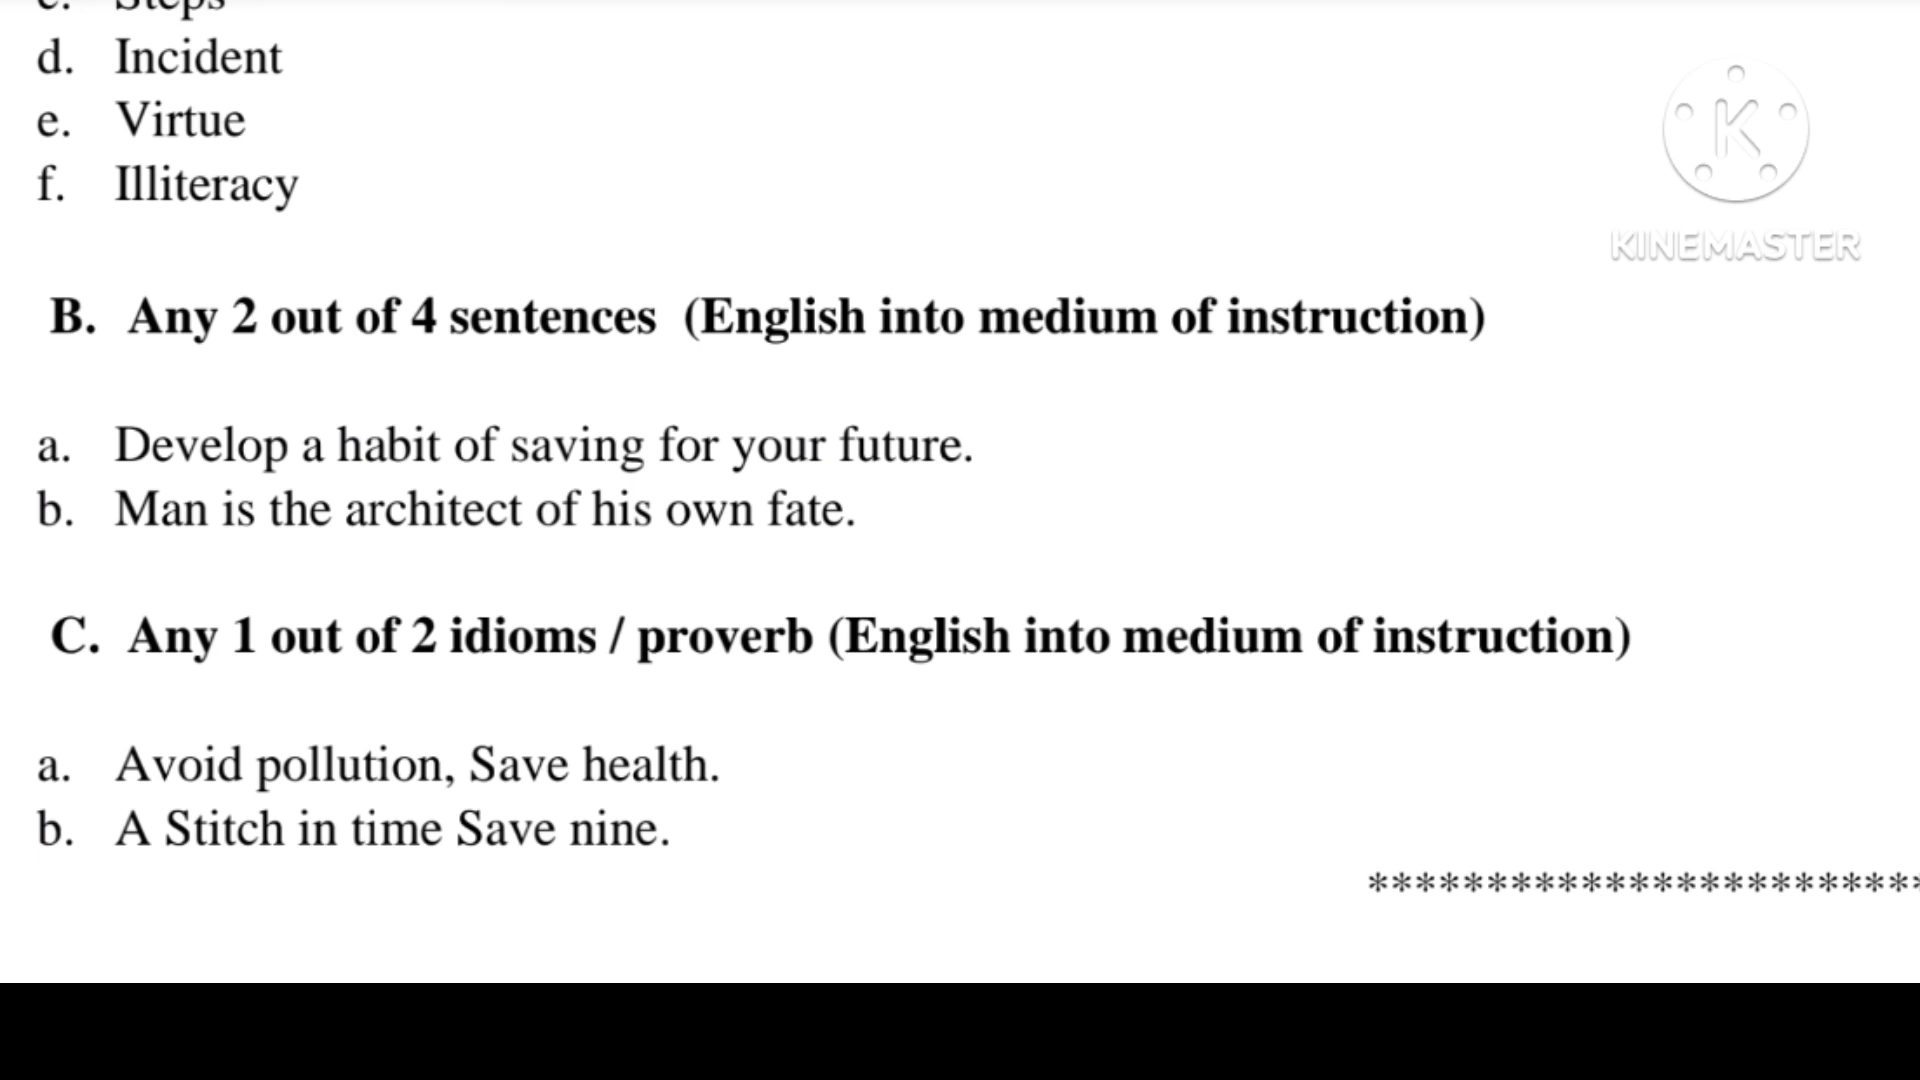 c. Steps
d. Incident
e. Virtue
f. Illiteracy
K
KINEMASTER
B. Any 2 out of 4 sentences (English into medium of instruction)
a. Develop a habit of saving for your future.
b. Man is the architect of his own fate.
C. Any 1 out of 2 idioms / proverb (English into medium of instruction)
a. Avoid pollution, Save health.
b. A Stitch in time Save nine.
***********************